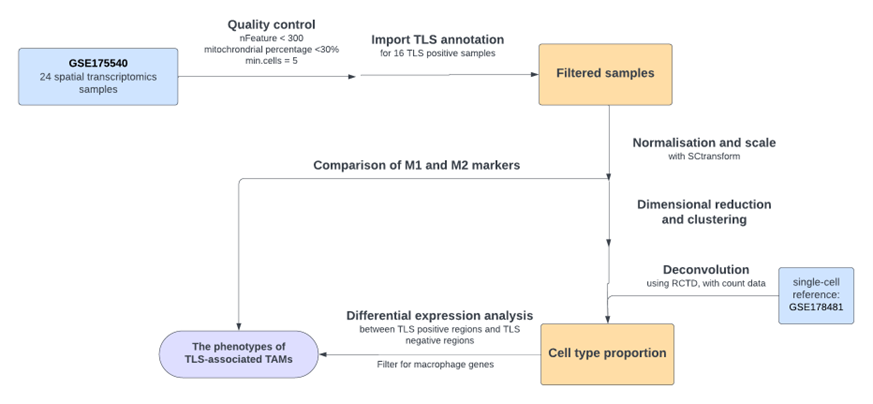 Quality control
nFeature < 300
mitochrondrial percentage <30%
min.cells = 5
Import TLS annotation
for 16 TLS positive samples
GSE175540
24 spatial transcriptomics
samples
Filtered samples
Normalisation and scale
with SCtransform
Comparison of M1 and M2 markers
Dimensional reduction
and clustering
Deconvolution
using RCTD, with count data
single-cell
reference:
GSE178481
Differential expression analysis
between TLS positive regions and TLS
negative regions
Filter for macrophage genes
The phenotypes of
TLS-associated TAMs
Cell type proportion